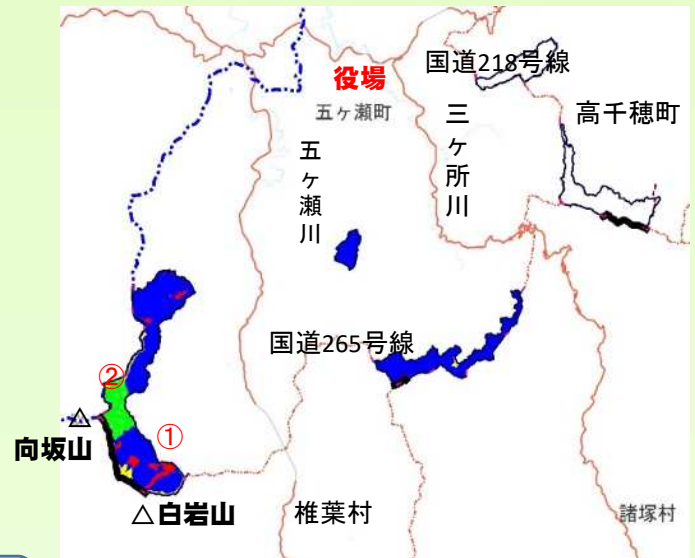 国道218号線
役場
五ヶ瀬町
三ヶ所川
高千穂町
五ヶ瀬川
国道265号線
②
△
向坂山
①
△白岩山
椎葉村
諸塚村